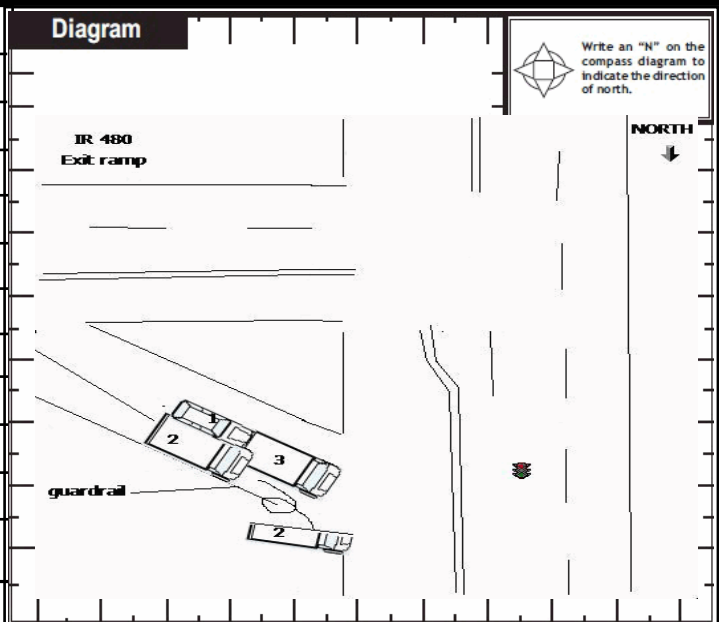 Diagram
Write an “N” on the
compass diagram to
indicate the direction
of north.
NORTH
IR 480
Exit ramp
1
2
3
guardrail
2